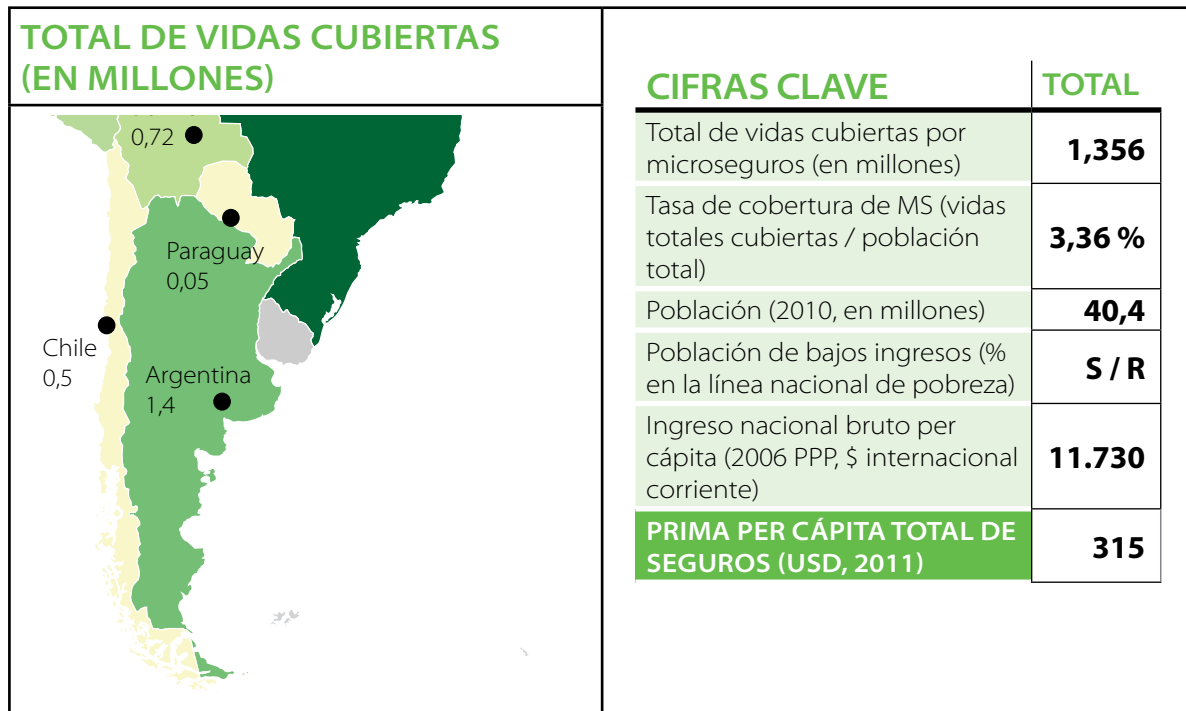 TOTAL DE VIDAS CUBIERTAS
(EN MILLONES)
0,72
Paraguay
0,05
Chile
0,5
Argentina
1,4
CIFRAS CLAVE
TOTAL
Total de vidas cubiertas por
microseguros (en millones)
1,356
Tasa de cobertura de MS (vidas
totales cubiertas / población
total)
3,36 %
Población (2010, en millones)
40,4
Población de bajos ingresos (%
en la línea nacional de pobreza)
S / R
Ingreso nacional bruto per
cápita (2006 PPP, $ internacional
corriente)
11.730
PRIMA PER CÁPITA TOTAL DE
SEGUROS (USD, 2011)
315